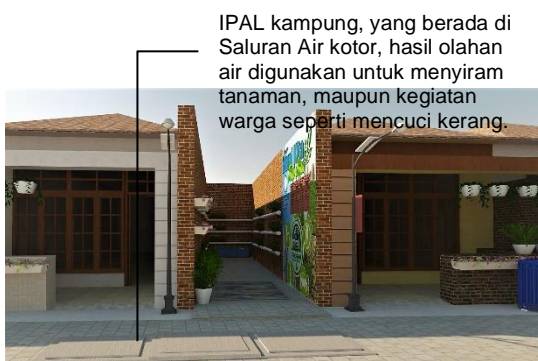 IPAL kampung, yang berada di
Saluran Air kotor, hasil olahan
air digunakan untuk menyiram
tanaman, maupun kegiatan
warga seperti mencuci kerang.